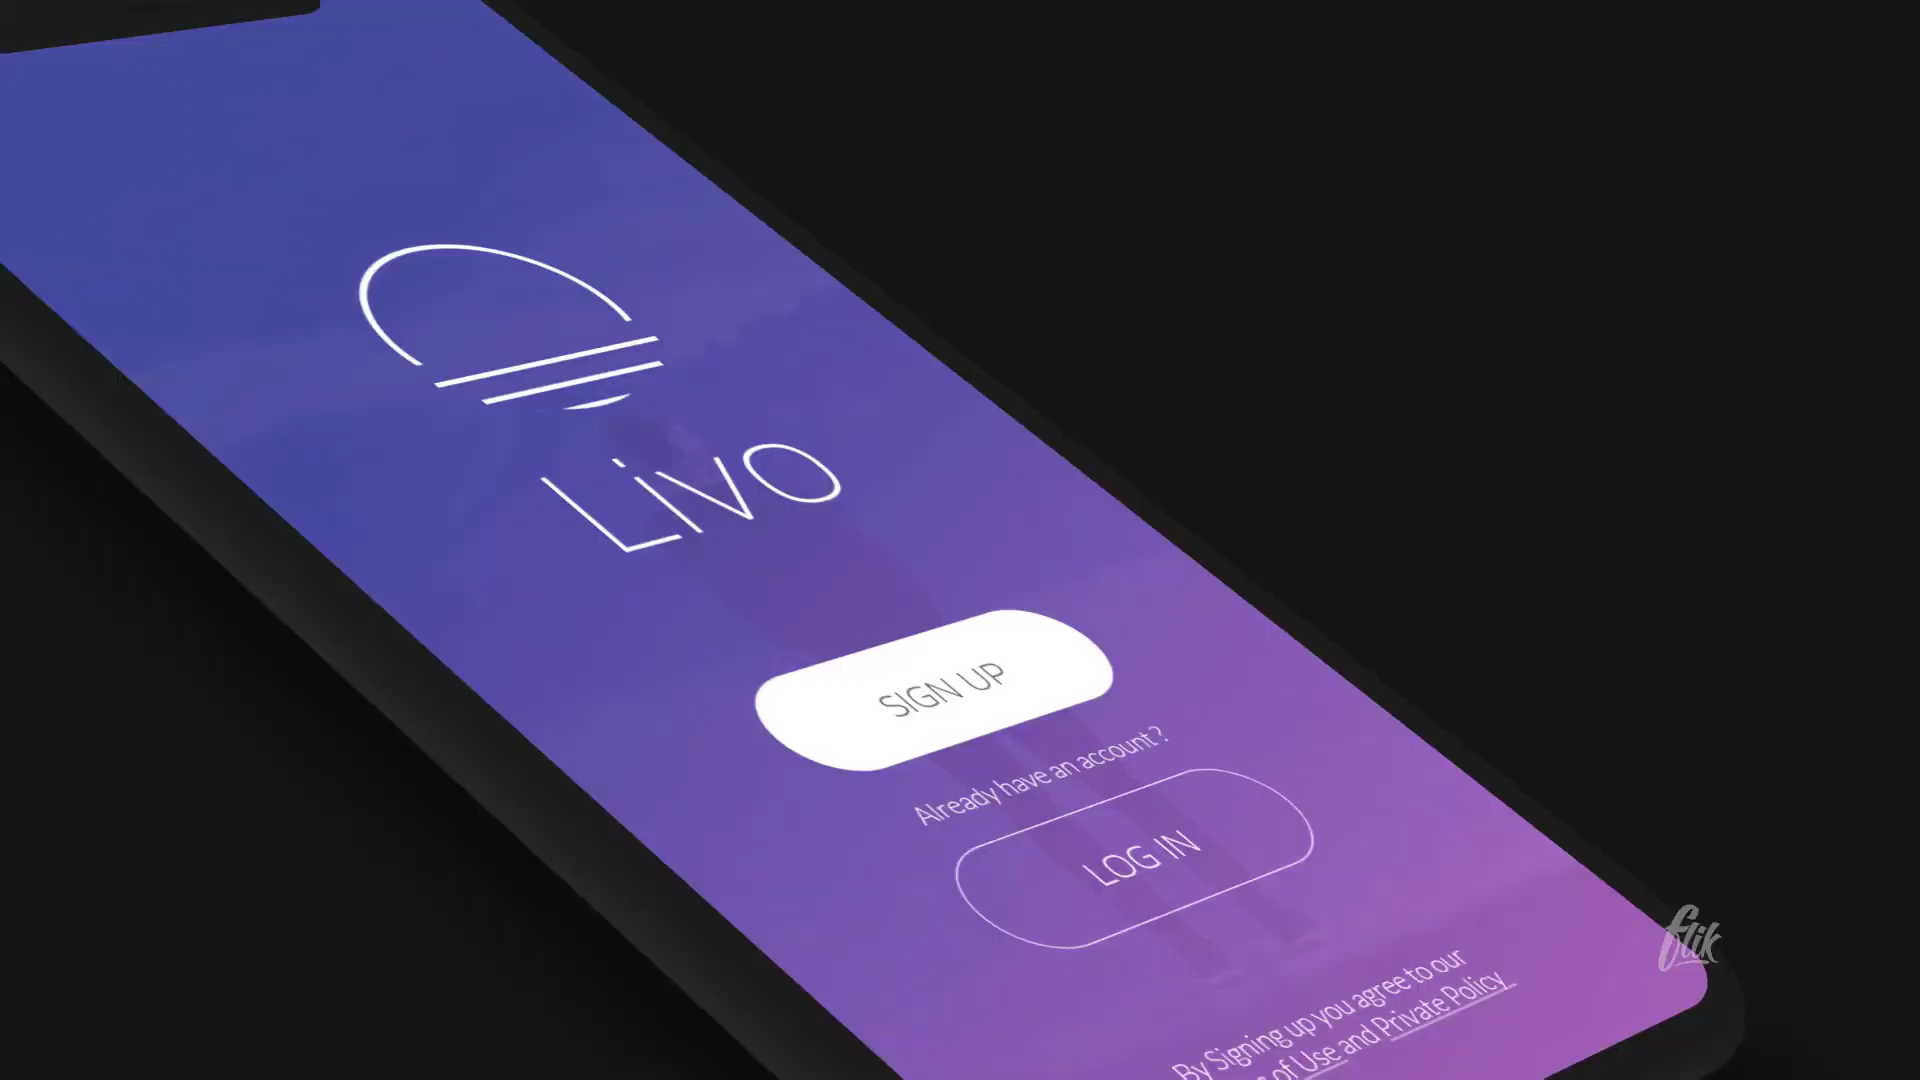 Livo
SIGN UP
Already have an account ?
LOG IN
By Signing up you agree to our
of Use and Private Policy
flik